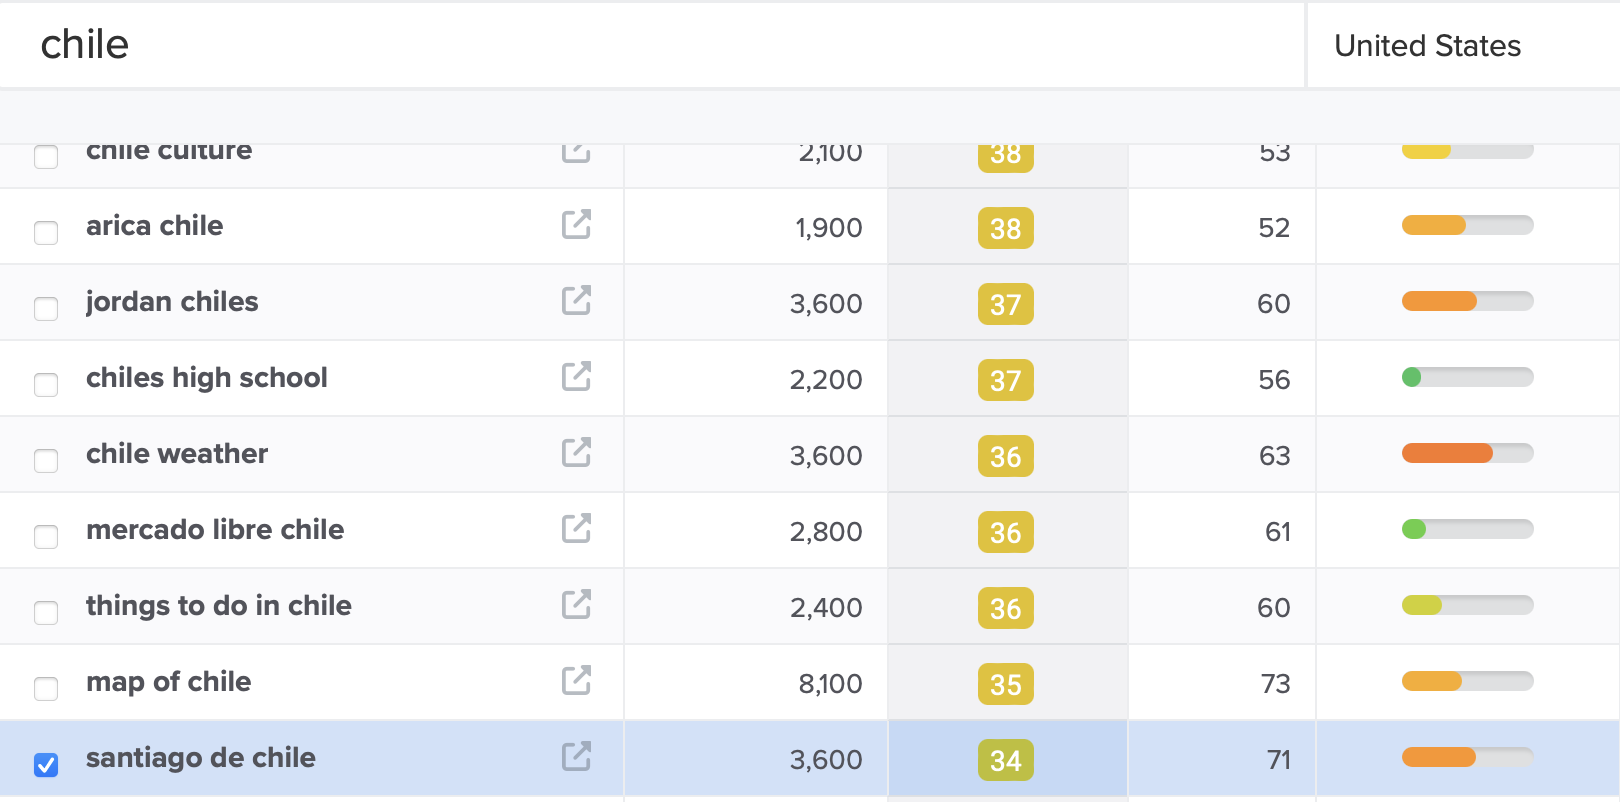 chile United States
chile culture 2,100 38 53
arica chile 1,900 38 52
jordan chiles 3,600 37 60
chiles high school 2,200 37 56
chile weather 3,600 36 63
mercado libre chile 2,800 36 61
things to do in chile 2,400 36 60
map of chile 8,100 35 73
santiago de chile 3,600 34 71